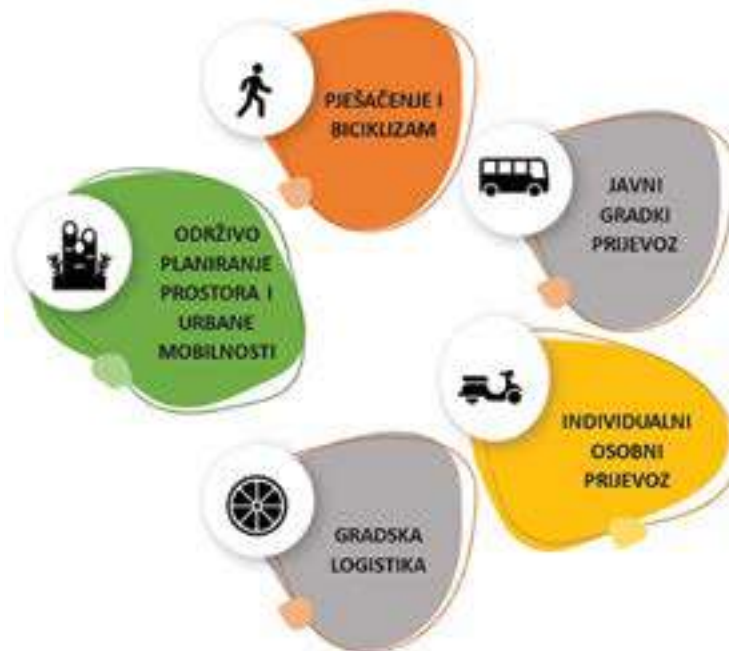 PJEŠAČENJE I
BICIKLIZAM
JAVNI
GRADKI
PRIJEVOZ
ODRŽIVO
PLANIRANJE
PROSTORA I
URBANE
MOBILNOSTI
INDIVIDUALNI
OSOBNI
PRIJEVOZ
GRADSKA
LOGISTIKA